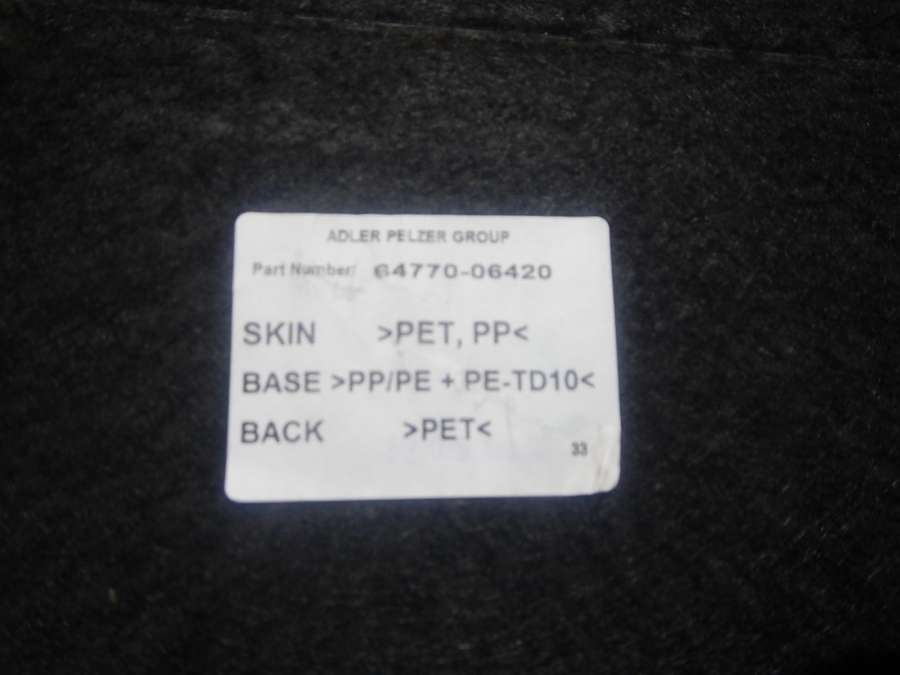 ADLER PELZER GROUP
Part Number: 64770-06420
SKIN >PET, PP<
BASE >PP/PE + PE-TD10<
BACK >PET<
33